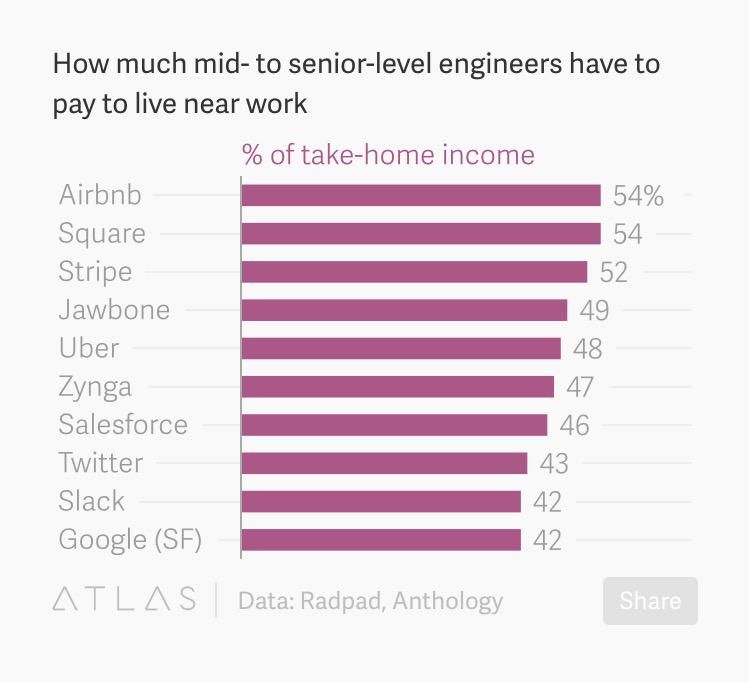 How much mid- to senior-level engineers have to
pay to live near work
% of take-home income
Airbnb 54%
Square 54
Stripe 52
Jawbone 49
Uber 48
Zynga 47
Salesforce 46
Twitter 43
Slack 42
Google (SF) 42
ATLAS | Data: Radpad, Anthology Share